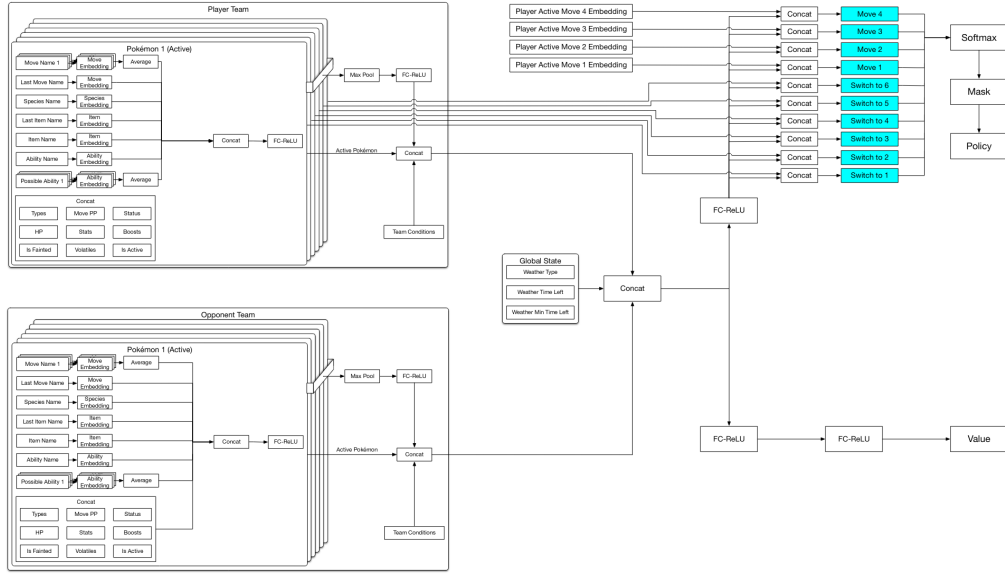 Player Team
Pokémon 1 (Active)
Move Name 1
Move
Embedding
Average
Last Move Name
Move
Embedding
Species Name
Species
Embedding
Last Item Name
Item
Embedding
Item Name
Item
Embedding
Ability Name
Ability
Embedding
Possible Ability 1
Ability
Embedding
Average
Concat
FC-ReLU
Concat
Types
Move PP
Status
HP
Stats
Boosts
Is Fainted
Volatiles
Is Active
Max Pool
FC-ReLU
Active Pokémon
Concat
Team Conditions
Opponent Team
Pokémon 1 (Active)
Move Name 1
Move
Embedding
Average
Last Move Name
Move
Embedding
Species Name
Species
Embedding
Last Item Name
Item
Embedding
Item Name
Item
Embedding
Ability Name
Ability
Embedding
Possible Ability 1
Ability
Embedding
Average
Concat
FC-ReLU
Concat
Types
Move PP
Status
HP
Stats
Boosts
Is Fainted
Volatiles
Is Active
Max Pool
FC-ReLU
Active Pokémon
Concat
Team Conditions
Global State
Weather Type
Weather Time Left
Weather Min Time Left
Concat
Player Active Move 4 Embedding
Player Active Move 3 Embedding
Player Active Move 2 Embedding
Player Active Move 1 Embedding
Concat
Move 4
Concat
Move 3
Concat
Move 2
Concat
Move 1
Concat
Switch to 6
Concat
Switch to 5
Concat
Switch to 4
Concat
Switch to 3
Concat
Switch to 2
Concat
Switch to 1
Softmax
Mask
Policy
FC-ReLU
FC-ReLU
FC-ReLU
Value